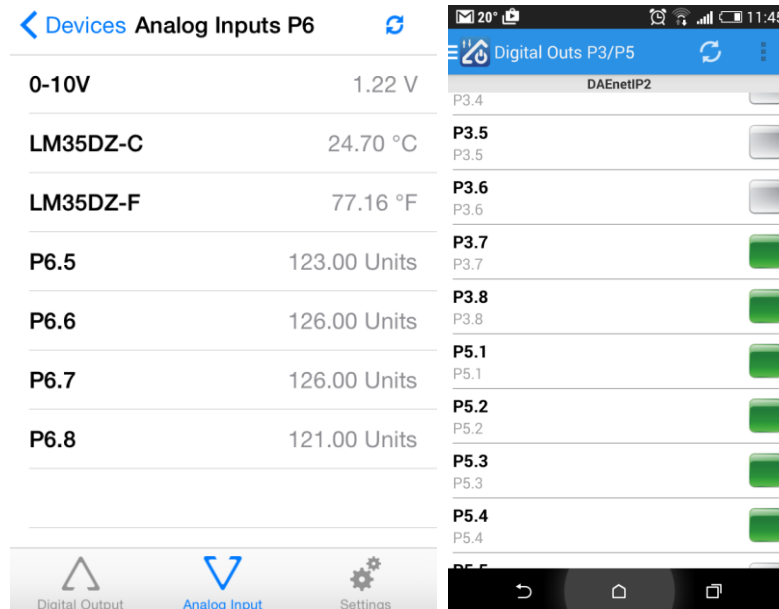 Devices Analog Inputs P6
0-10V 1.22 V
LM35DZ-C 24.70 °C
LM35DZ-F 77.16 °F
P6.5 123.00 Units
P6.6 126.00 Units
P6.7 126.00 Units
P6.8 121.00 Units
Digital Output Analog Input Settings
20° 11:45
Digital Outs P3/P5
DAEnetIP2
P3.4
P3.5
P3.5
P3.6
P3.6
P3.7
P3.7
P3.8
P3.8
P5.1
P5.1
P5.2
P5.2
P5.3
P5.3
P5.4
P5.4
P5.5